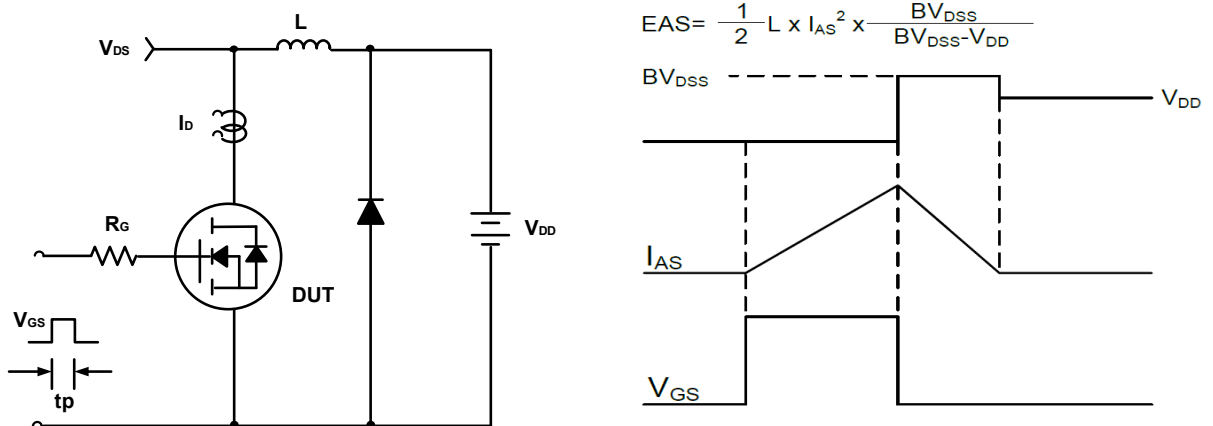 L
VDS
ID
RG
VDD
DUT
VGS
tp
EAS= 1/2 L x IAS² x BVDSS/BVDSS-VDD
BVDSS
VDD
IAS
VGS